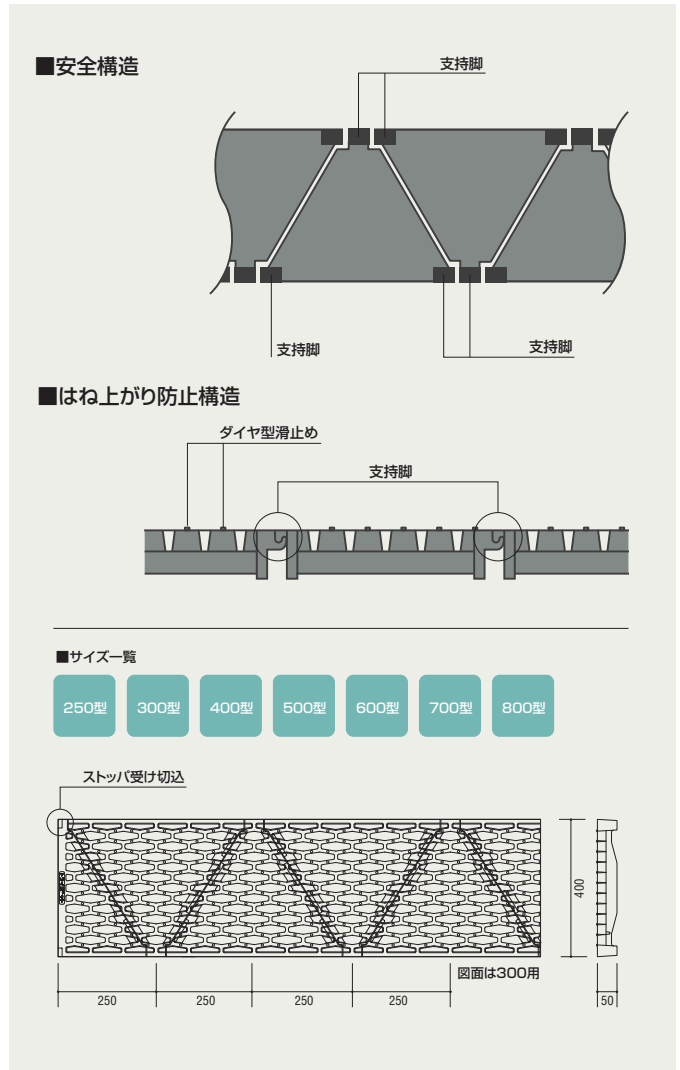 ■安全構造
支持脚
支持脚
支持脚
■はね上がり防止構造
ダイヤ型滑止め
支持脚
■サイズ一覧
250型 300型 400型 500型 600型 700型 800型
ストッパ受け切込
400
図面は300用
250 250 250 250 50